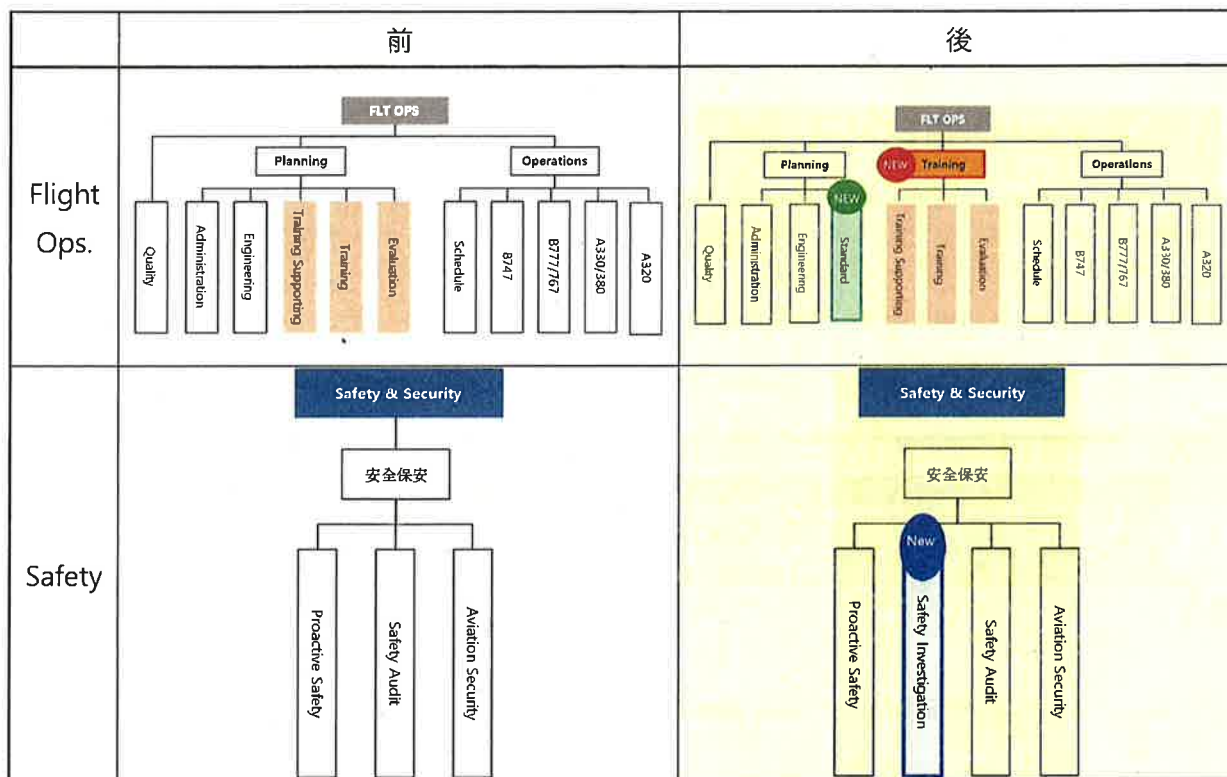 前
後
Flight
Ops.
FLT OPS
Planning
Operations
Quality
Administration
Engineering
Training Supporting
Training
Evaluation
Schedule
B747
B777/767
A330/380
A320
FLT OPS
Planning
NEW
Training
Operations
NEW
Quality
Administration
Engineering
Standard
Training Supporting
Training
Evaluation
Schedule
B747
B777/767
A330/380
A320
Safety
Safety & Security
安全保安
Proactive Safety
Safety Audit
Aviation Security
Safety & Security
安全保安
New
Proactive Safety
Safety Investigation
Safety Audit
Aviation Security